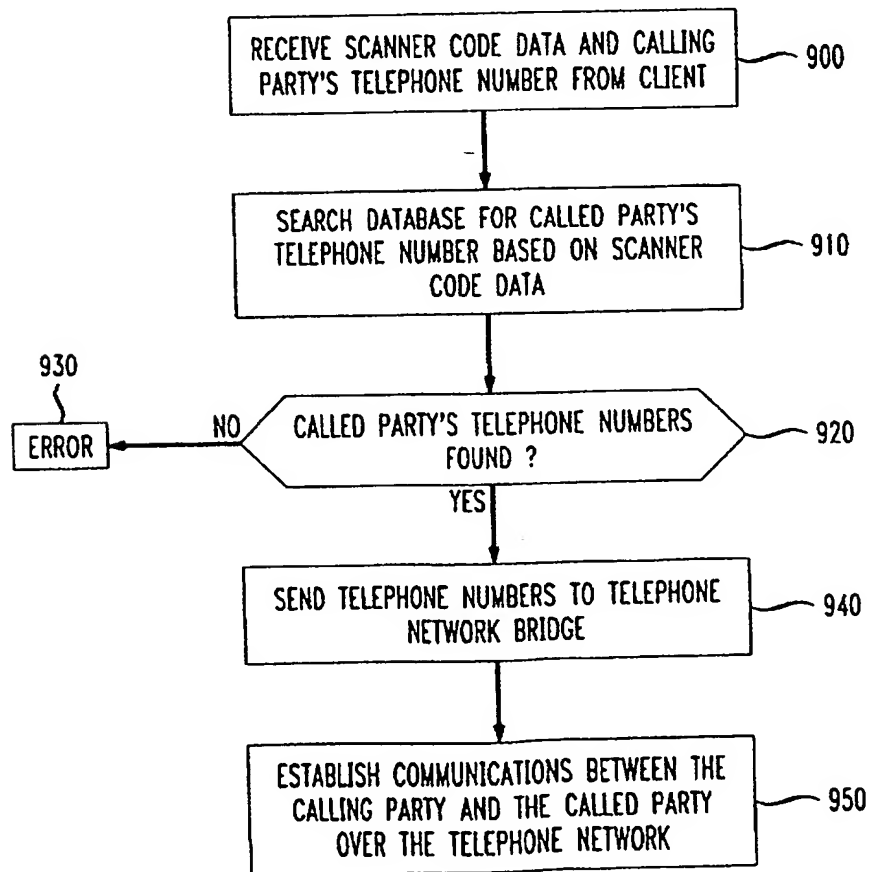 RECEIVE SCANNER CODE DATA AND CALLING
PARTY'S TELEPHONE NUMBER FROM CLIENT
900
SEARCH DATABASE FOR CALLED PARTY'S
TELEPHONE NUMBER BASED ON SCANNER
CODE DATA
910
930
ERROR
NO
CALLED PARTY'S TELEPHONE NUMBERS
FOUND ?
920
YES
SEND TELEPHONE NUMBERS TO TELEPHONE
NETWORK BRIDGE
940
ESTABLISH COMMUNICATIONS BETWEEN THE
CALLING PARTY AND THE CALLED PARTY
OVER THE TELEPHONE NETWORK
950